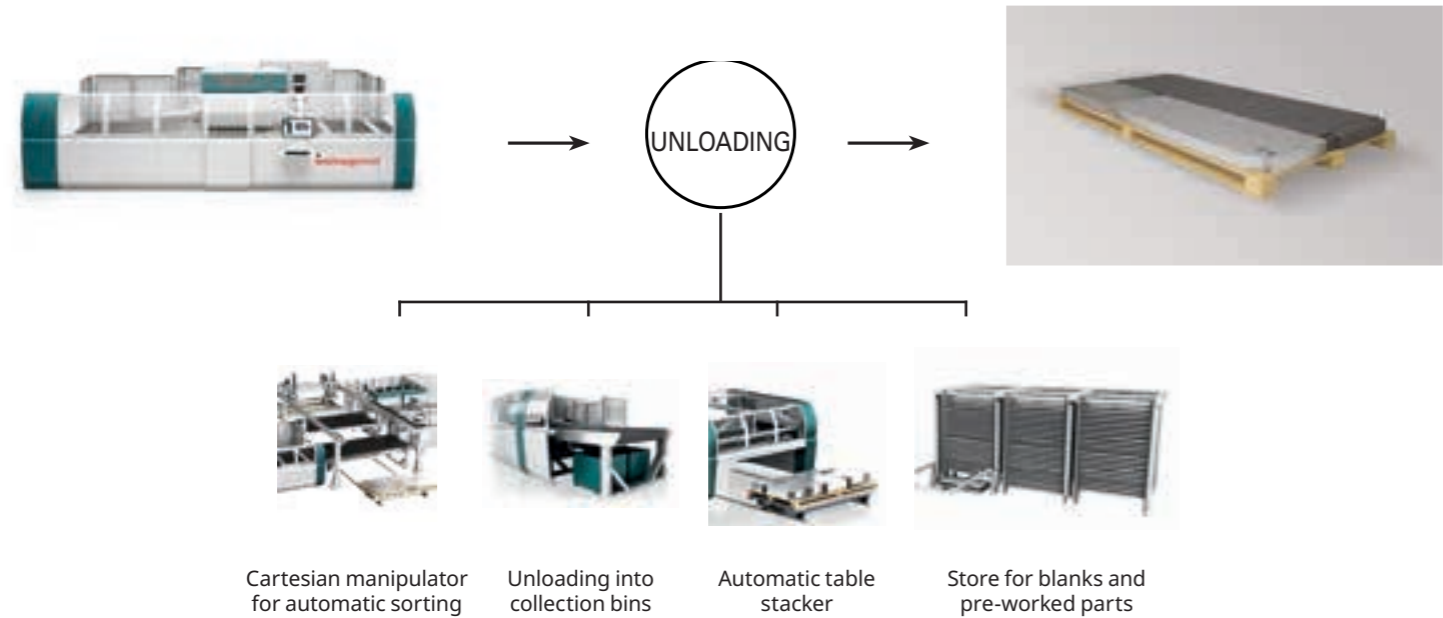 UNLOADING
Cartesian manipulator
for automatic sorting
Unloading into
collection bins
Automatic table
stacker
Store for blanks and
pre-worked parts